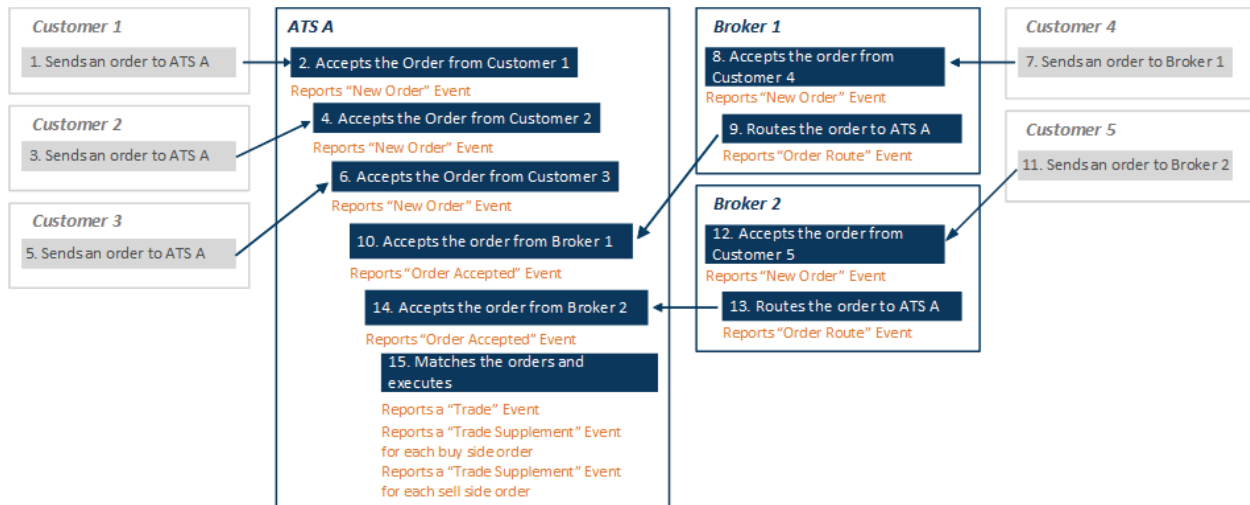 Customer 1
1. Sends an order to ATS A
Customer 2
3. Sends an order to ATS A
Customer 3
5. Sends an order to ATS A
ATS A
2. Accepts the Order from Customer 1
Reports “New Order” Event
4. Accepts the Order from Customer 2
Reports “New Order” Event
6. Accepts the Order from Customer 3
Reports “New Order” Event
10. Accepts the order from Broker 1
Reports “Order Accepted” Event
14. Accepts the order from Broker 2
Reports “Order Accepted” Event
15. Matches the orders and
executes
Reports a “Trade” Event
Reports a “Trade Supplement” Event
for each buy side order
Reports a “Trade Supplement” Event
for each sell side order
Broker 1
8. Accepts the order from
Customer 4
Reports “New Order” Event
9. Routes the order to ATS A
Reports “Order Route” Event
Broker 2
12. Accepts the order from
Customer 5
Reports “New Order” Event
13. Routes the order to ATS A
Reports “Order Route” Event
Customer 4
7. Sends an order to Broker 1
Customer 5
11. Sends an order to Broker 2